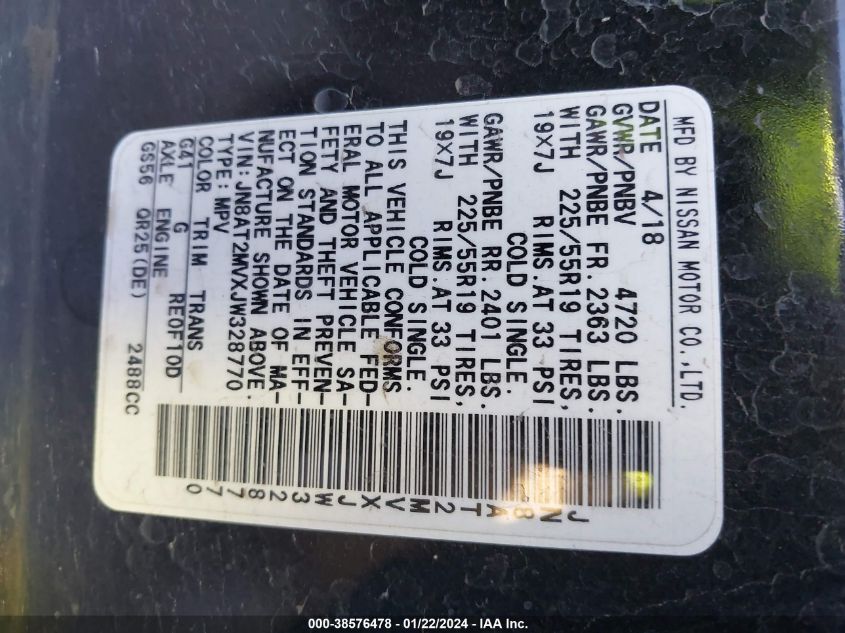 MFD BY NISSAN MOTOR CO.,LTD.
DATE 4/18
GVWR/PNBV 4720 LBS.
GAWR/PNBE FR. 2363 LBS.
WITH 225/55R19 TIRES,
19X7J RIMS.AT 33 PSI
COLD SINGLE.
GAWR/PNBE RR. 2401 LBS.
WITH 225/55R19 TIRES,
19X7J RIMS.AT 33 PSI
COLD SINGLE.
THIS VEHICLE CONFORMS
TO ALL APPLICABLE FED-
ERAL MOTOR VEHICLE SA-
FETY AND THEFT PREVEN-
TION STANDARDS IN EFF-
ECT ON THE DATE OF MA-
NUFACTURE SHOWN ABOVE.
VIN:JN8AT2MVXJW328770
TYPE:MPV
COLOR TRIM TRANS
G41 G RE0F10D
AXLE ENGINE
GS56 QR25(DE) 2488CC
JN8AT2MVXJW328770
000-38576478 - 01/22/2024 - IAA Inc.